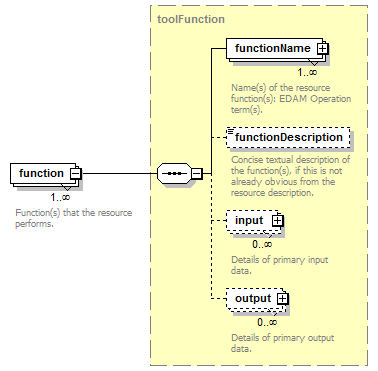 toolFunction
functionName
1..∞
Name(s) of the resource
function(s): EDAM Operation
term(s).
functionDescription
Concise textual description of
the function(s), if this is not
already obvious from the
resource description.
function
1..∞
Function(s) that the resource
performs.
input
0..∞
Details of primary input
data.
output
0..∞
Details of primary output
data.